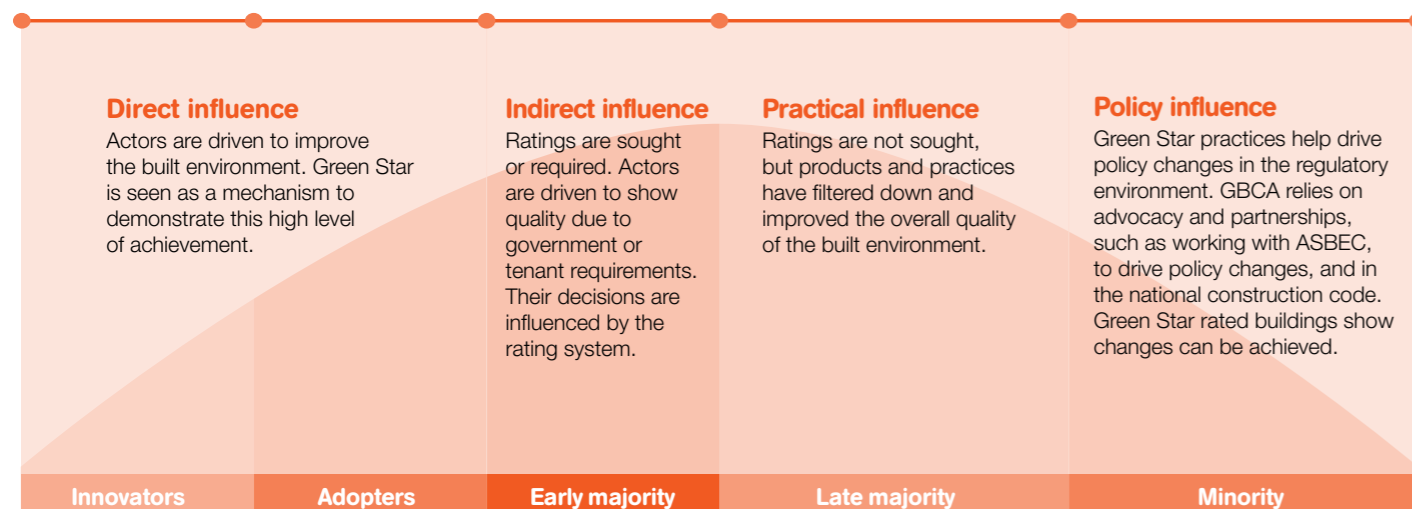 Direct influence
Actors are driven to improve
the built environment. Green Star
is seen as a mechanism to
demonstrate this high level
of achievement.
Indirect influence
Ratings are sought
or required. Actors
are driven to show
quality due to
government or
tenant requirements.
Their decisions are
influenced by the
rating system.
Practical influence
Ratings are not sought,
but products and practices
have filtered down and
improved the overall quality
of the built environment.
Policy influence
Green Star practices help drive
policy changes in the regulatory
environment. GBCA relies on
advocacy and partnerships,
such as working with ASBEC,
to drive policy changes, and in
the national construction code.
Green Star rated buildings show
changes can be achieved.
Innovators
Adopters
Early majority
Late majority
Minority